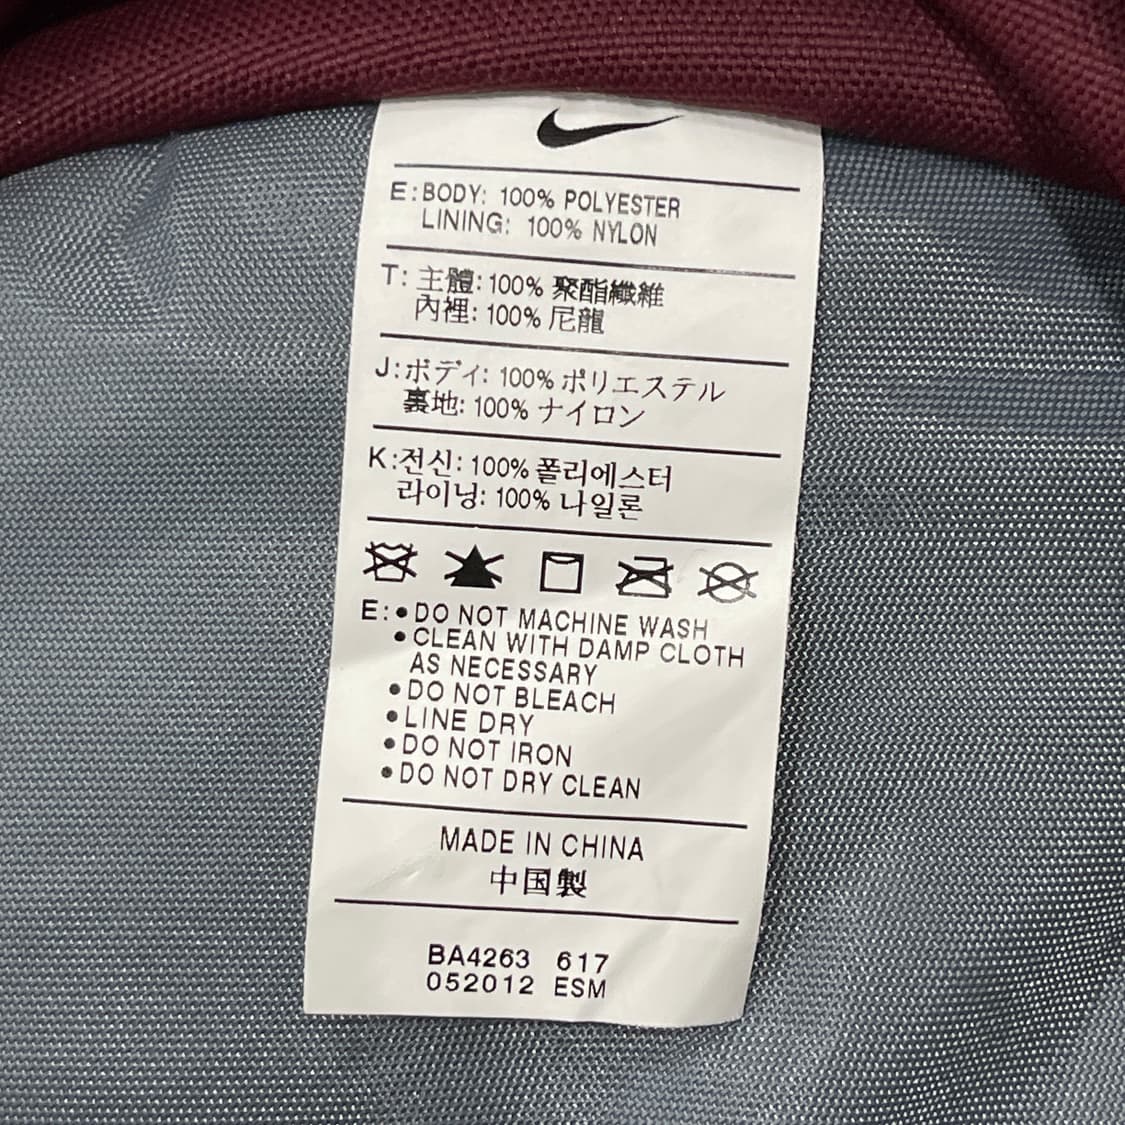 E: BODY: 100% POLYESTER
LINING: 100% NYLON
T: 主體: 100% 聚酯纖維
內裡: 100% 尼龍
J: ボディ: 100% ポリエステル
裏地: 100% ナイロン
K: 전신: 100% 폴리에스터
라이닝: 100% 나일론
E: • DO NOT MACHINE WASH
• CLEAN WITH DAMP CLOTH
AS NECESSARY
• DO NOT BLEACH
• LINE DRY
• DO NOT IRON
• DO NOT DRY CLEAN
MADE IN CHINA
中国製
BA4263 617
052012 ESM